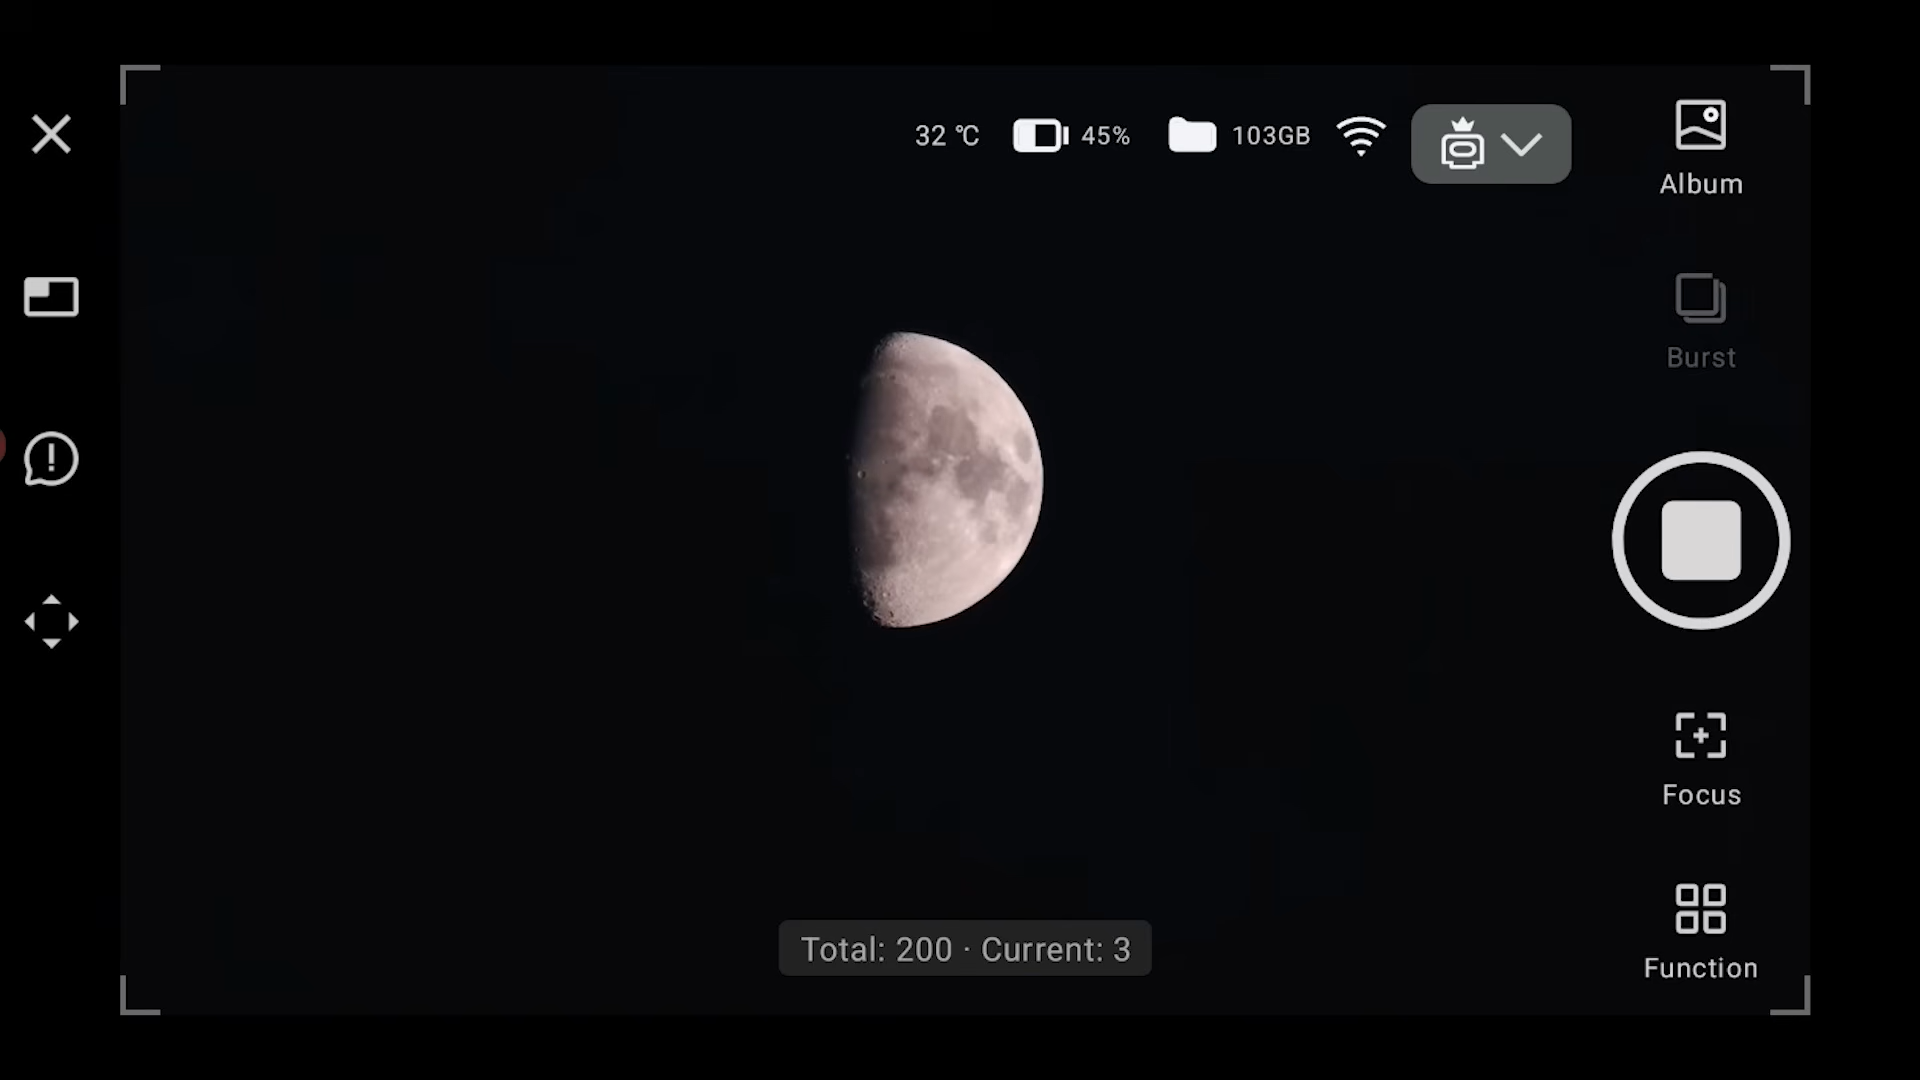 32 ℃ 45% 103GB
Album
Burst
Total: 200 · Current: 3
Focus
Function